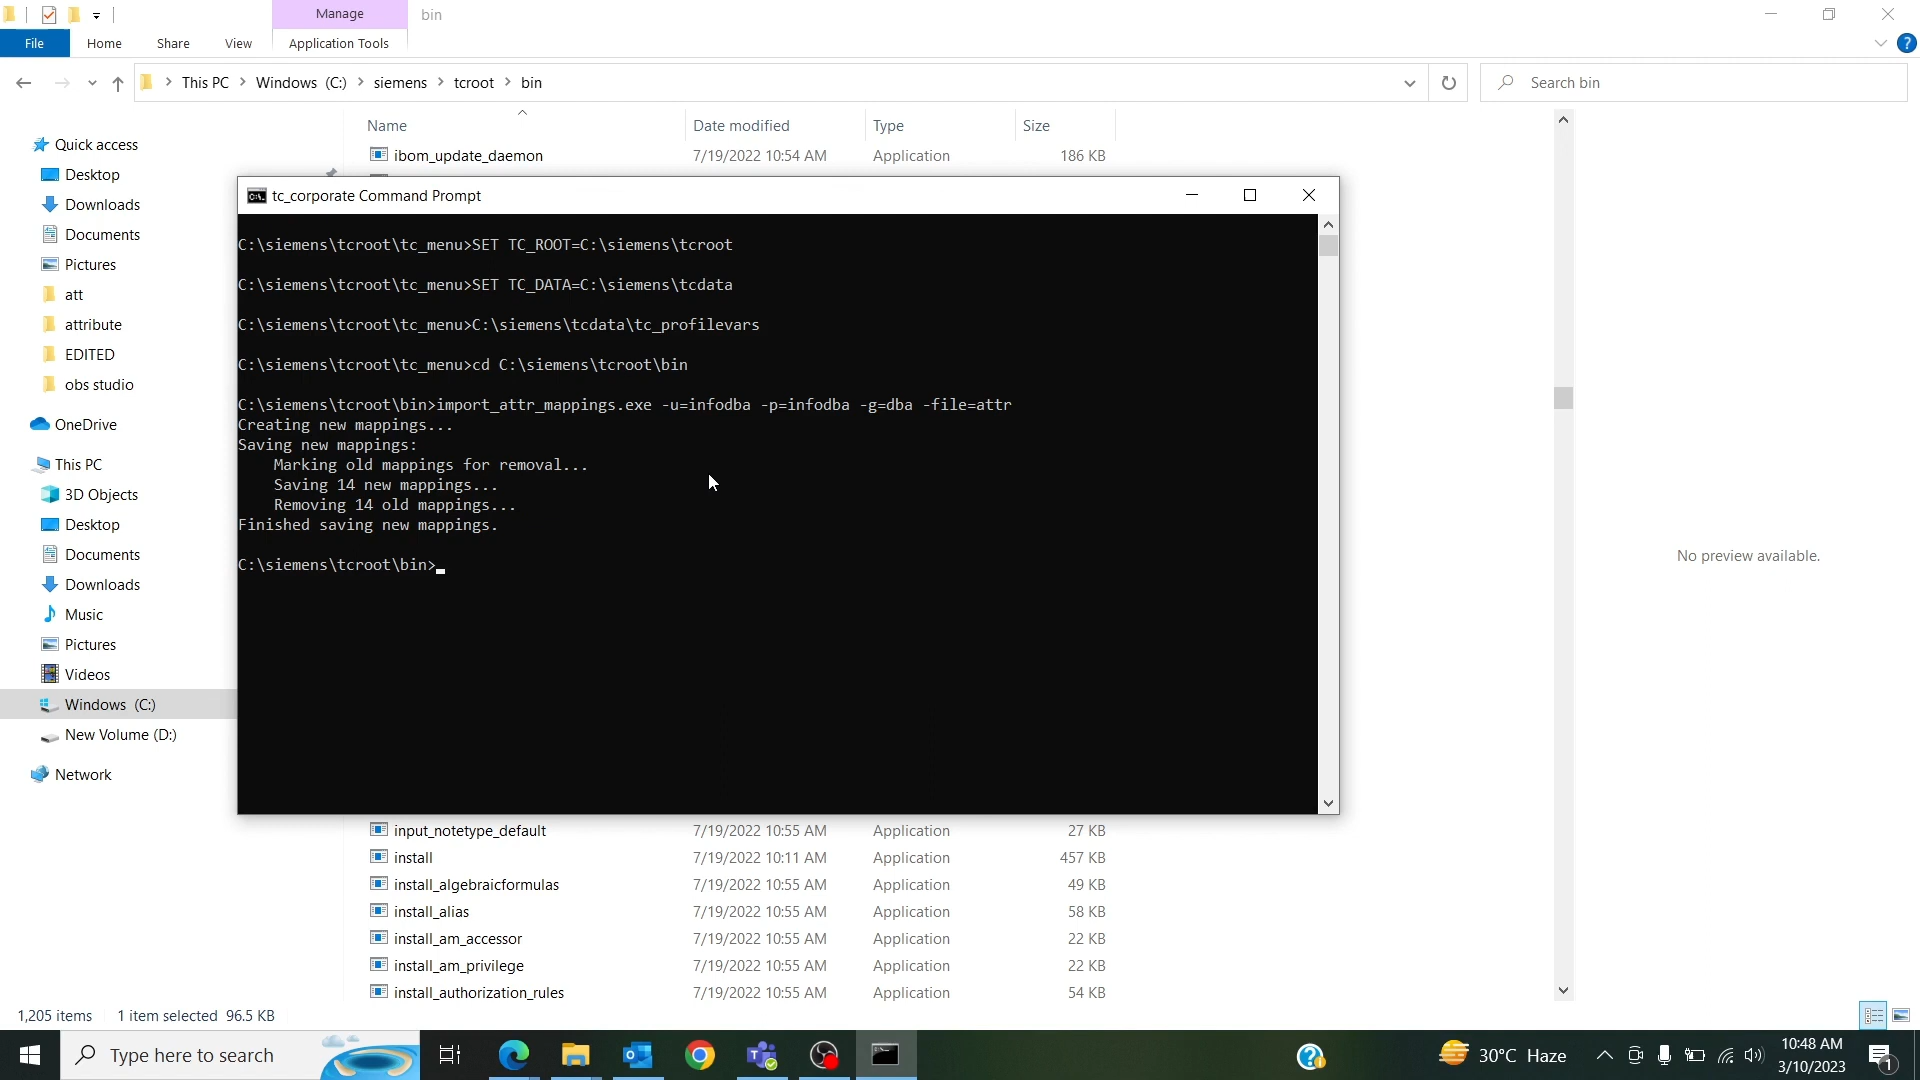 Manage
bin
File
Home
Share
View
Application Tools
This PC
Windows (C:)
siemens
tcroot
bin
Search bin
Name
Date modified
Type
Size
Quick access
Desktop
Downloads
Documents
Pictures
att
attribute
EDITED
obs studio
OneDrive
This PC
3D Objects
Desktop
Documents
Downloads
Music
Pictures
Videos
Windows (C:)
New Volume (D:)
Network
ibom_update_daemon 7/19/2022 10:54 AM Application 186 KB
tc_corporate Command Prompt
C:\siemens\tcroot\tc_menu>SET TC_ROOT=C:\siemens\tcroot
C:\siemens\tcroot\tc_menu>SET TC_DATA=C:\siemens\tcdata
C:\siemens\tcroot\tc_menu>C:\siemens\tcdata\tc_profilevars
C:\siemens\tcroot\tc_menu>cd C:\siemens\tcroot\bin
C:\siemens\tcroot\bin>import_attr_mappings.exe -u=infodba -p=infodba -g=dba -file=attr
Creating new mappings...
Saving new mappings:
Marking old mappings for removal...
Saving 14 new mappings...
Removing 14 old mappings...
Finished saving new mappings.
C:\siemens\tcroot\bin>
No preview available.
input_notetype_default 7/19/2022 10:55 AM Application 27 KB
install 7/19/2022 10:11 AM Application 457 KB
install_algebraicformulas 7/19/2022 10:55 AM Application 49 KB
install_alias 7/19/2022 10:55 AM Application 58 KB
install_am_accessor 7/19/2022 10:55 AM Application 22 KB
install_am_privilege 7/19/2022 10:55 AM Application 22 KB
install_authorization_rules 7/19/2022 10:55 AM Application 54 KB
1,205 items 1 item selected 96.5 KB
Type here to search
30°C Haze
10:48 AM
3/10/2023
1